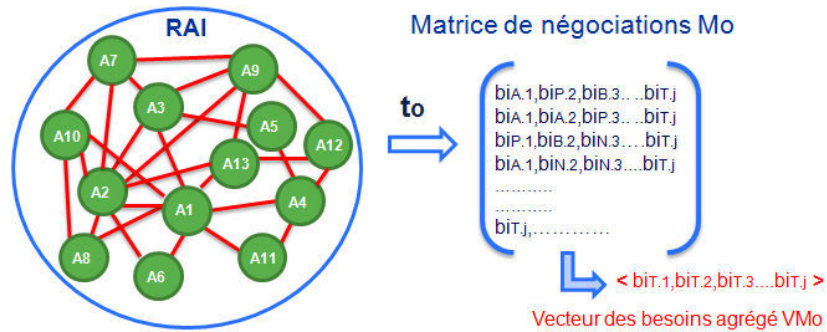 RAI
Matrice de négociations Mo
A7
A9
A3
A10
A5
A12
A13
A2
A1
A4
A8
A6
A11
to
biA.1,biP.2,biB.3.. ..biT.j
biA.1,biA.2,biP.3... ..biT.j
biP.1,biB.2,biN.3....biT.j
biA.1,biN.2,biN.3....biT.j
...........
...........
biT.j,…………
< biT.1,biT.2,biT.3....biT.j >
Vecteur des besoins agrégé VMo